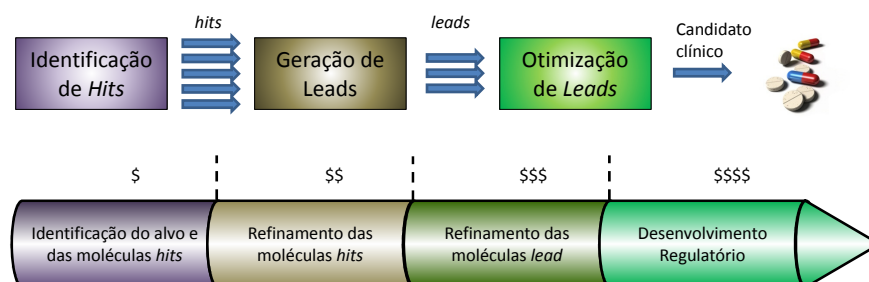 hits
leads
Candidato
clínico
Identificação
de Hits
Geração de
Leads
Otimização
de Leads
$
$$
$$$
$$$$
Identificação do alvo e
das moléculas hits
Refinamento das
moléculas hits
Refinamento das
moléculas lead
Desenvolvimento
Regulatório